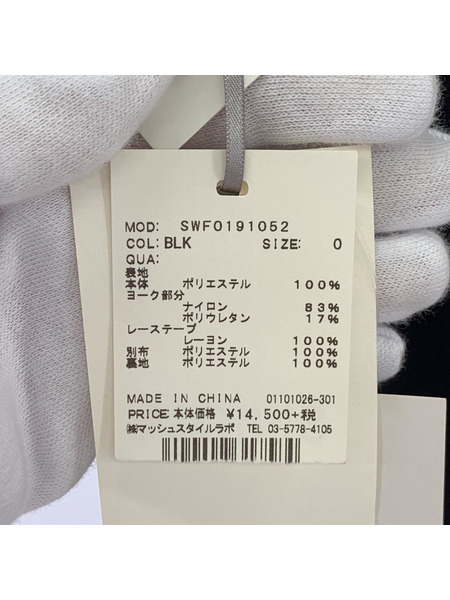 MOD: SWF0191052
COL: BLK SIZE: 0
QUA:
表地
本体 ポリエステル 100%
ヨーク部分
ナイロン 83%
ポリウレタン 17%
レーステープ
レーヨン 100%
別布 ポリエステル 100%
裏地 ポリエステル 100%
MADE IN CHINA 01101026-301
PRICE 本体価格 ¥14,500+税
㈱マッシュスタイルラボ TEL 03-5778-4105